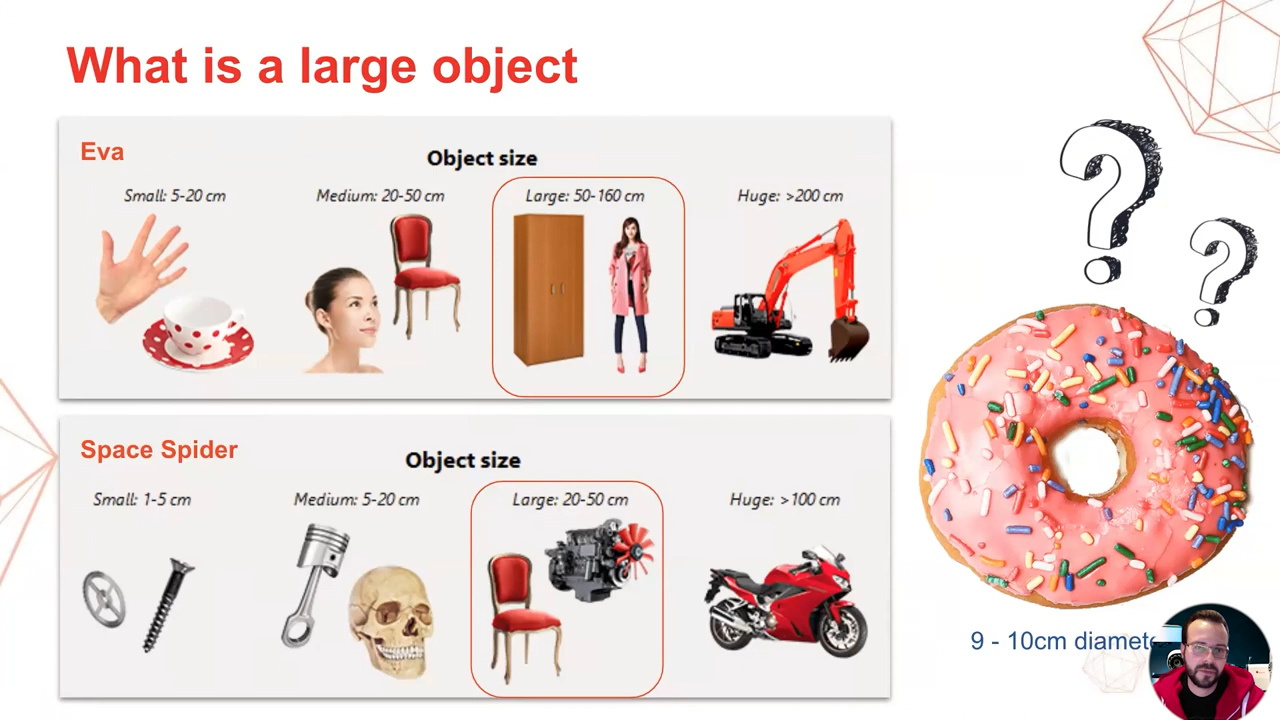 What is a large object
Eva
Object size
Small: 5-20 cm
Medium: 20-50 cm
Large: 50-160 cm
Huge: >200 cm
Space Spider
Object size
Small: 1-5 cm
Medium: 5-20 cm
Large: 20-50 cm
Huge: >100 cm
? ?
9 - 10cm